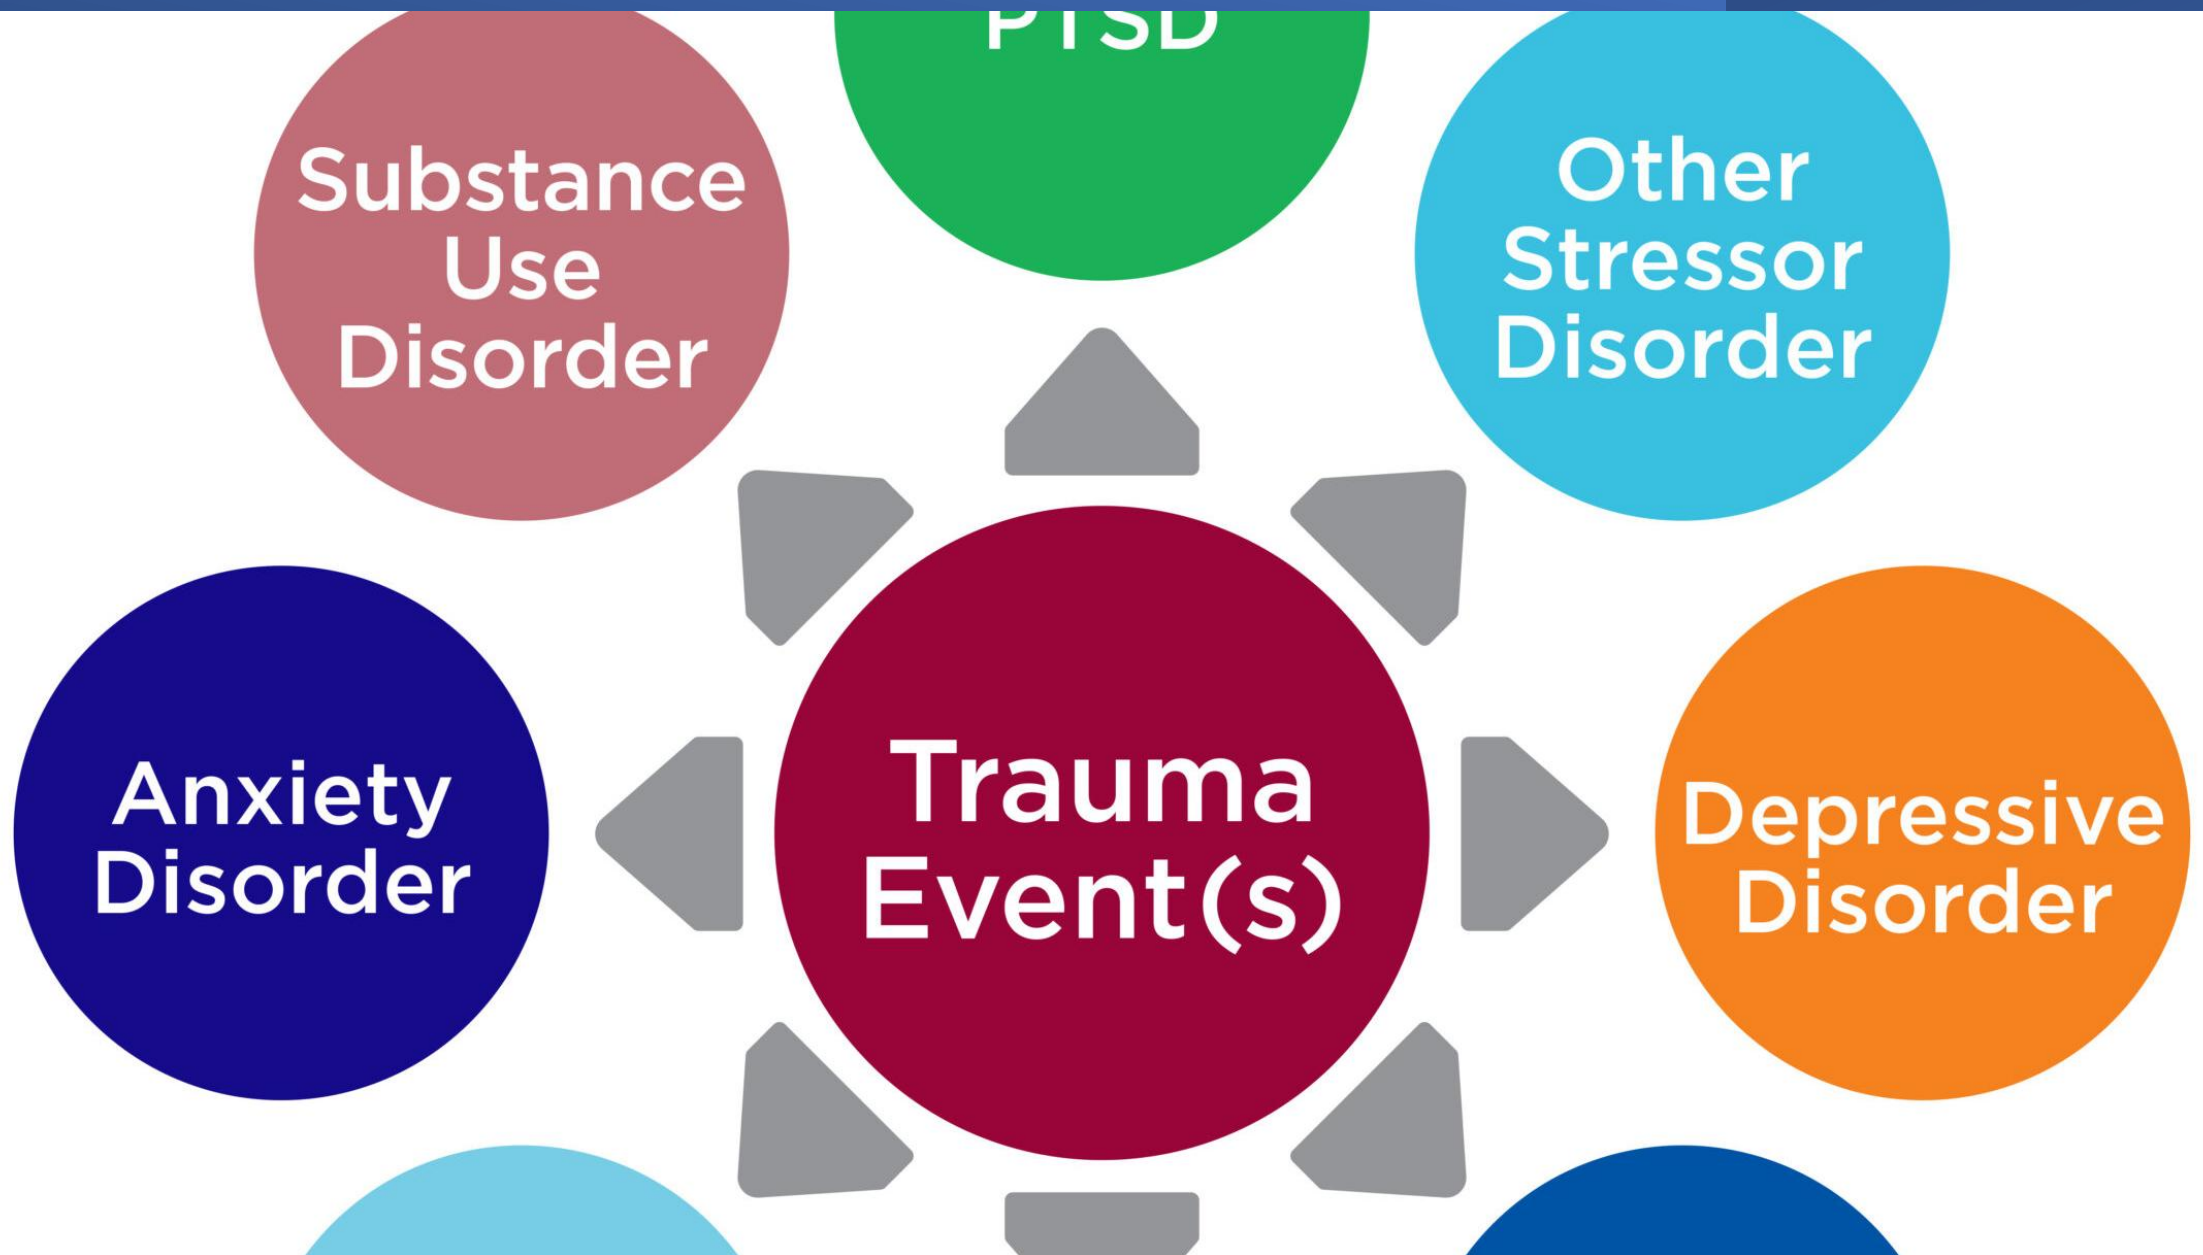 PTSD
Substance
Use
Disorder
Other
Stressor
Disorder
Anxiety
Disorder
Trauma
Event(s)
Depressive
Disorder